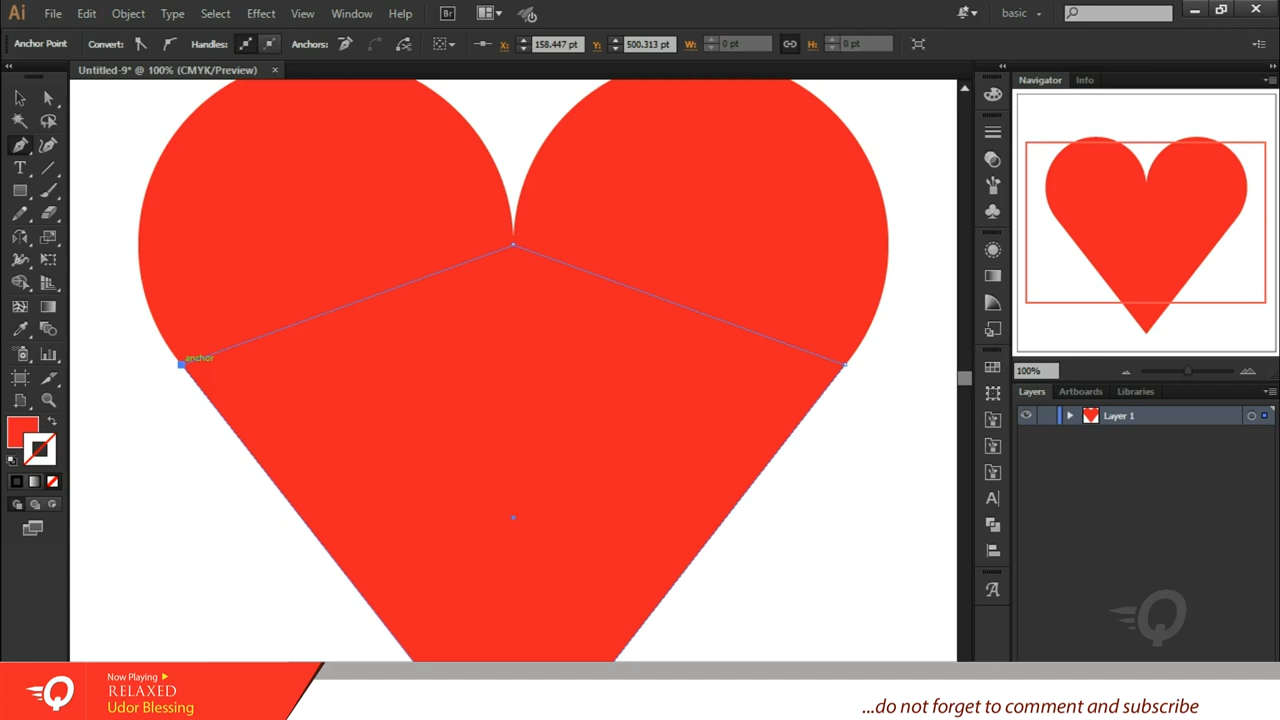 Ai File Edit Object Type Select Effect View Window Help Br basic
Anchor Point Convert: Handles: Anchors: X: 158.447 pt Y: 500.313 pt W: 0 pt H: 0 pt
Untitled-9* @ 100% (CMYK/Preview)
Navigator Info
anchor
100%
Layers Artboards Libraries
Layer 1
Now Playing
RELAXED
Udor Blessing
...do not forget to comment and subscribe